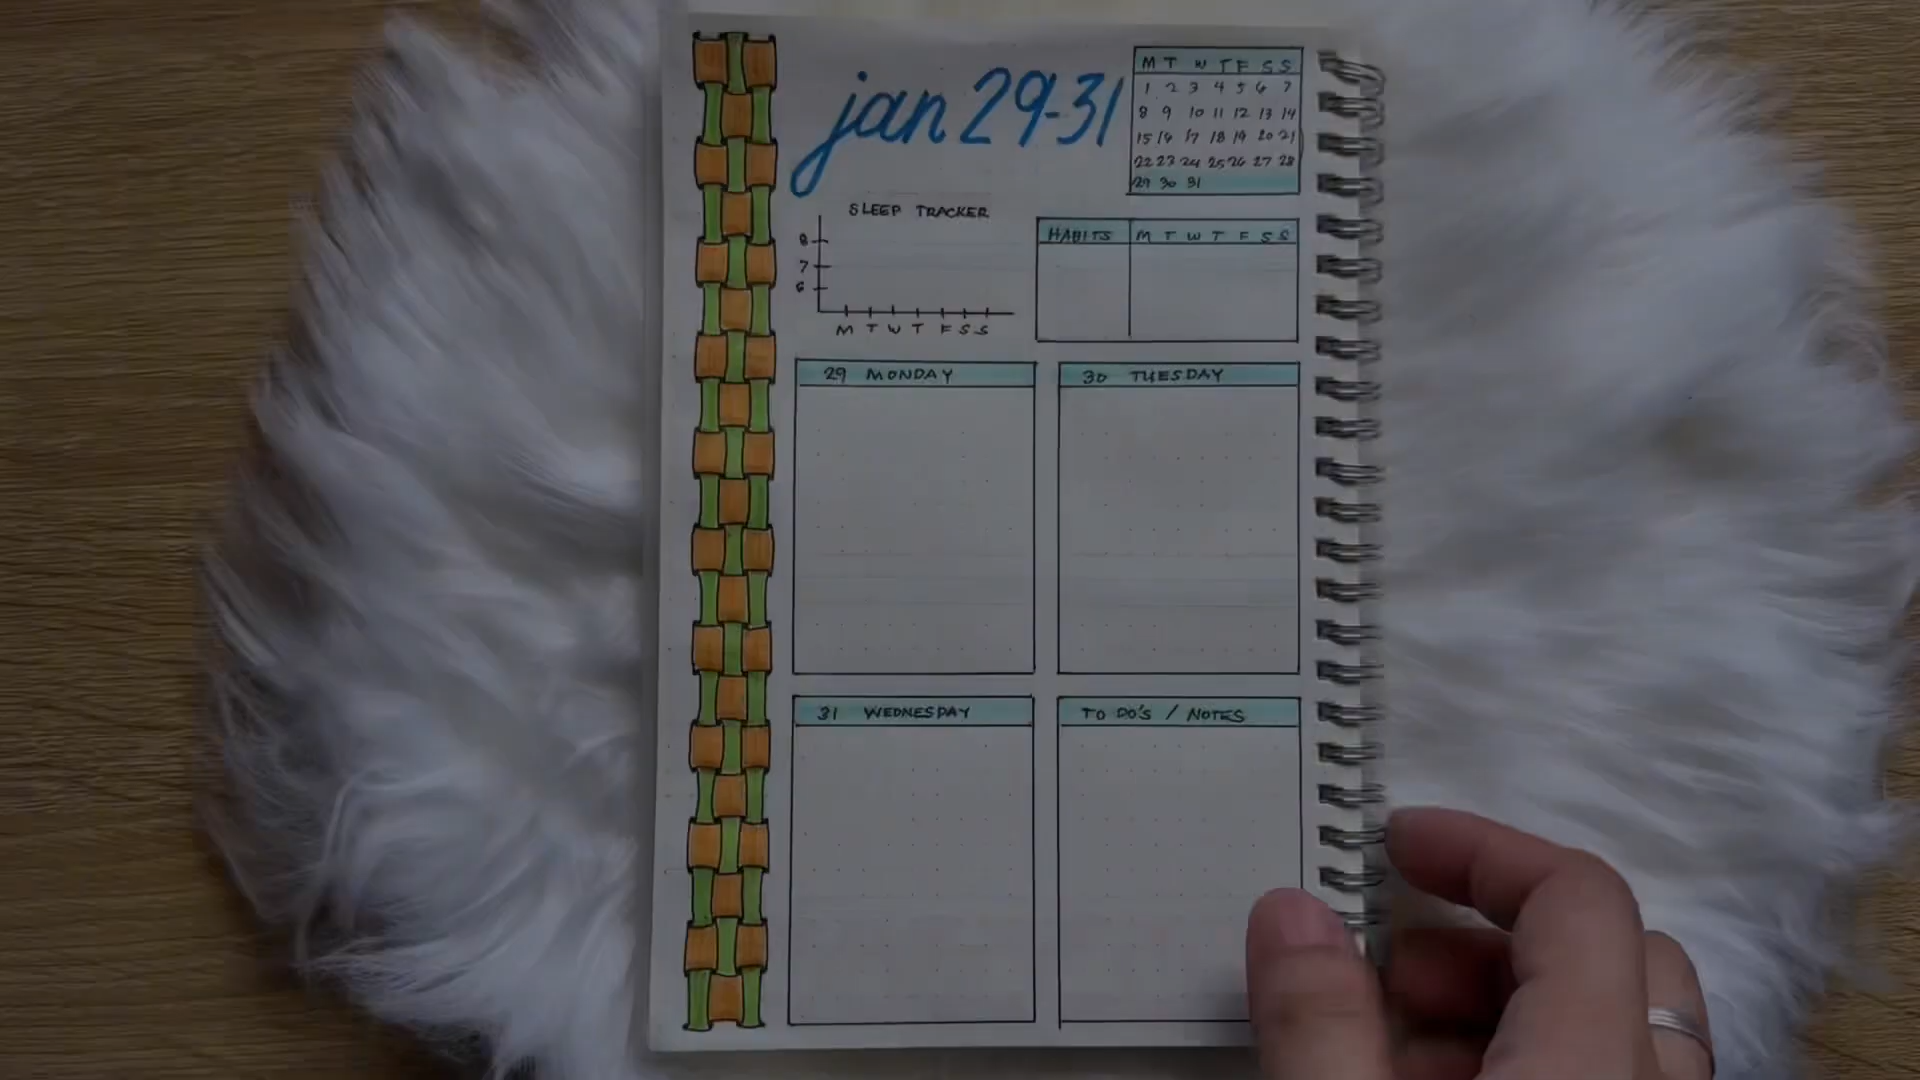 jan 29-31
M T W T F S S
1 2 3 4 5 6 7
8 9 10 11 12 13 14
15 16 17 18 19 20 21
22 23 24 25 26 27 28
29 30 31
SLEEP TRACKER
8
7
6
M T W T F S S
HABITS M T W T F S S
29 MONDAY
30 TUESDAY
31 WEDNESDAY
TO DO'S / NOTES